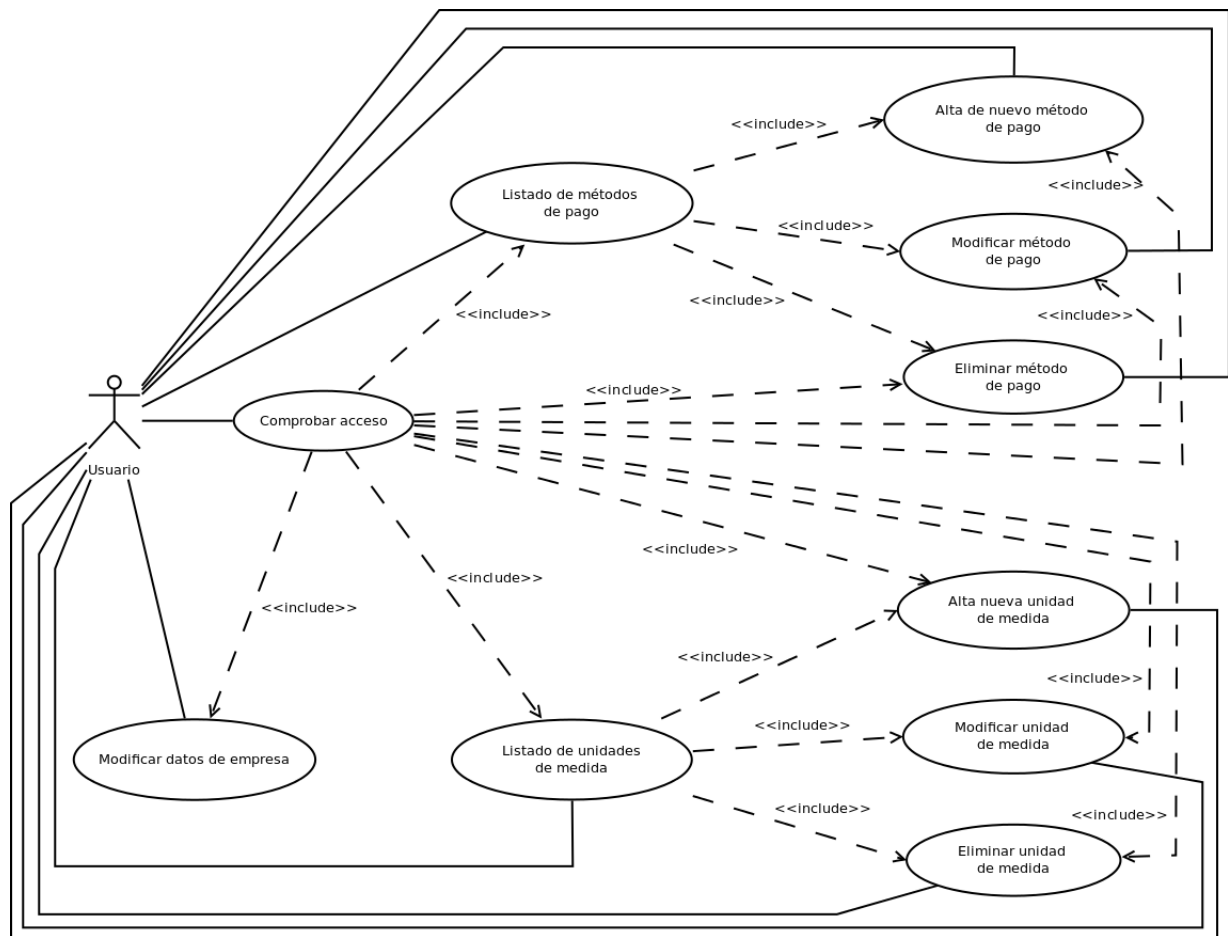 Alta de nuevo método
de pago
<<include>>
<<include>>
Listado de métodos
de pago
<<include>>
Modificar método
de pago
<<include>>
<<include>>
<<include>>
Eliminar método
de pago
<<include>>
Comprobar acceso
Usuario
<<include>>
<<include>>
<<include>>
Alta nueva unidad
de medida
<<include>>
<<include>>
<<include>>
Modificar unidad
de medida
Modificar datos de empresa
Listado de unidades
de medida
<<include>>
<<include>>
Eliminar unidad
de medida